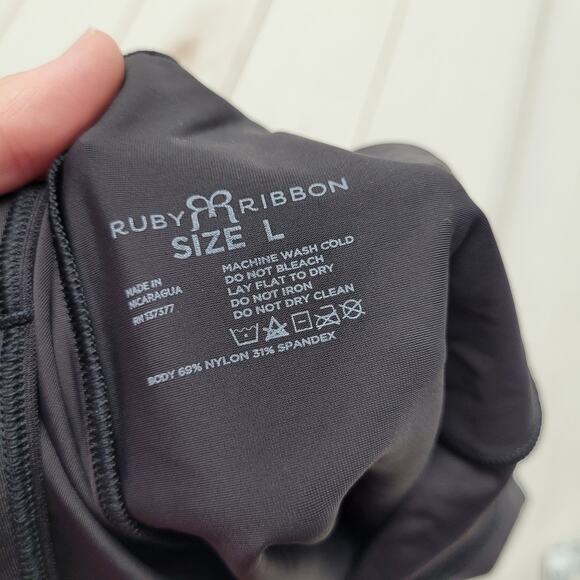 RUBY RIBBON
SIZE L
MADE IN
NICARAGUA
RN 137377
MACHINE WASH COLD
DO NOT BLEACH
LAY FLAT TO DRY
DO NOT IRON
DO NOT DRY CLEAN
BODY 69% NYLON 31% SPANDEX